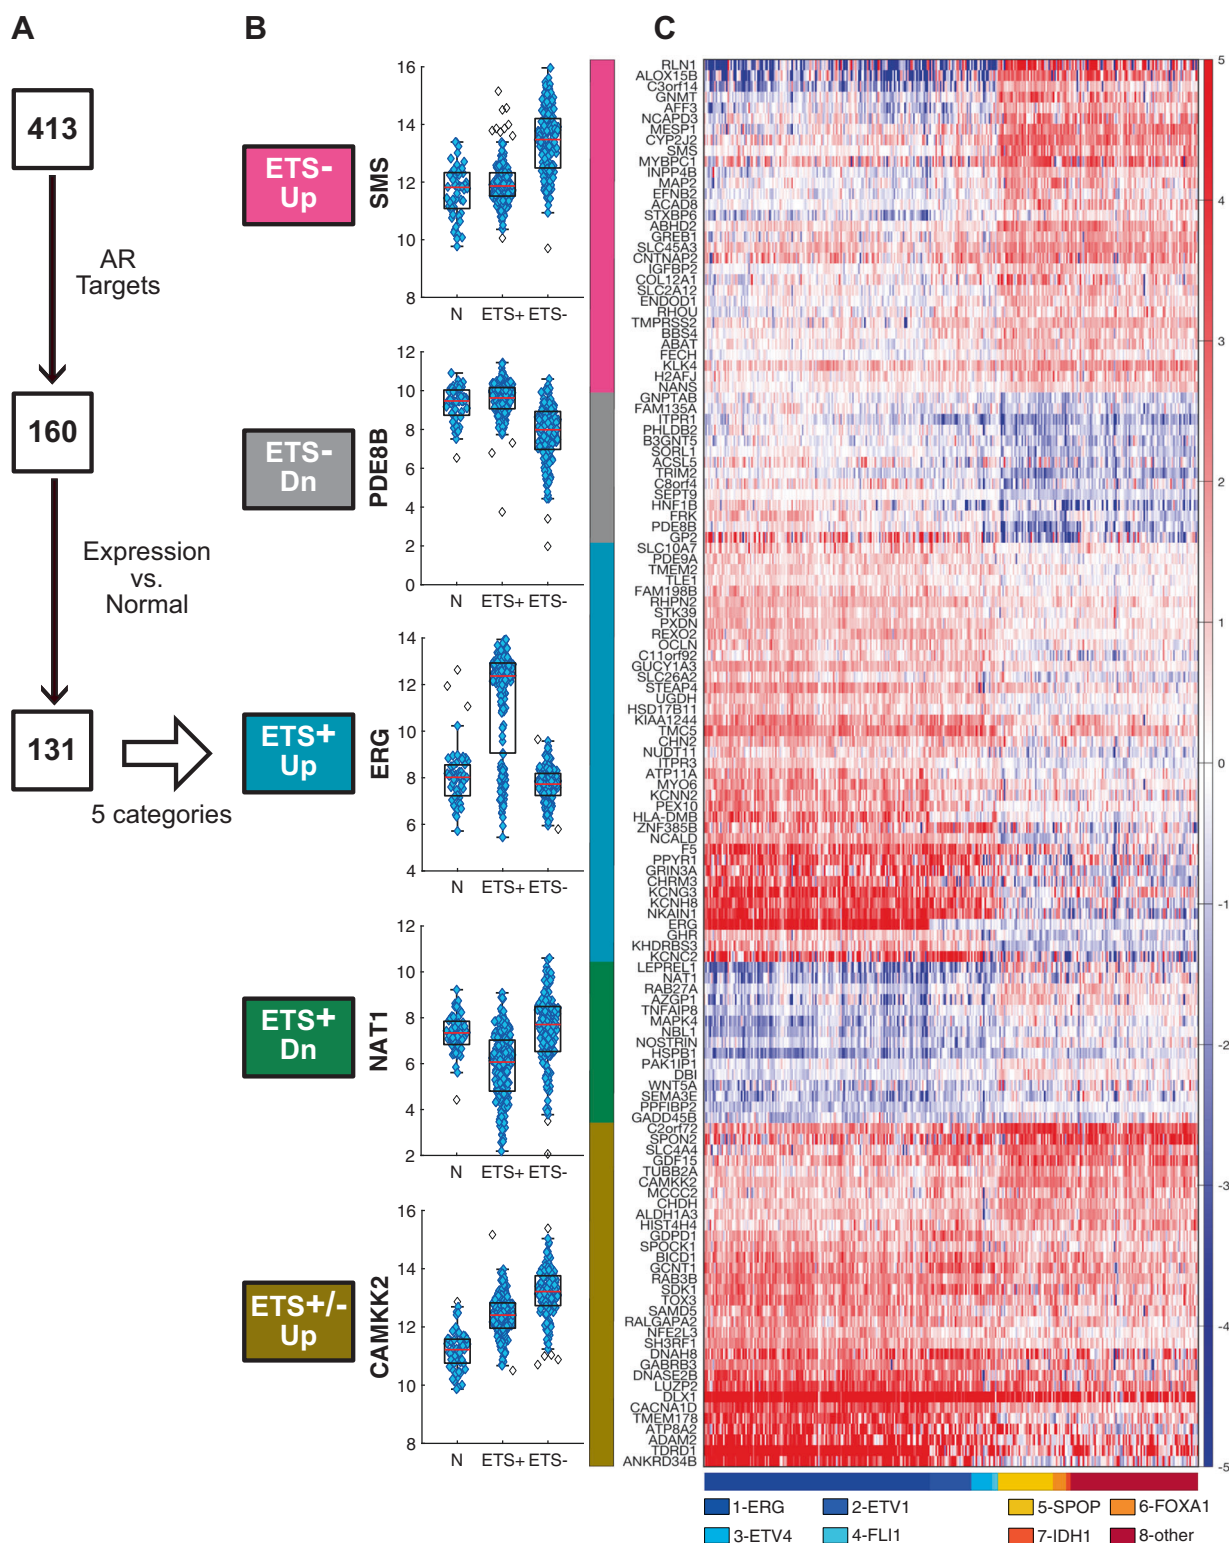 A
B
C
413
AR
Targets
160
Expression
vs.
Normal
131
5 categories
ETS-
Up
ETS-
Dn
ETS+
Up
ETS+
Dn
ETS+/-
Up
SMS
16
14
12
10
8
N ETS+ ETS-
PDE8B
12
10
8
6
4
2
0
N ETS+ ETS-
ERG
14
12
10
8
6
4
N ETS+ ETS-
NAT1
12
10
8
6
4
2
N ETS+ ETS-
CAMKK2
16
14
12
10
8
N ETS+ ETS-
RLN1
ALOX15B
C3orf14
GNMT
AFF3
NCAPD3
MESP1
CYP2J2
SMS
MYBPC1
INPP4B
MAP2
EFNB2
ACAD8
STXBP6
ABHD2
GREB1
SLC45A3
CNTNAP2
IGFBP2
COL12A1
SLC2A12
ENDOD1
RHOU
TMPRSS2
BBS4
ABAT
FECH
KLK4
H2AFJ
NANS
GNPTAB
FAM135A
ITPR1
PHLDB2
B3GNT5
SORL1
ACSL5
TRIM2
C8orf4
SEPT9
HNF1B
FRK
PDE8B
GP2
SLC10A7
PDE9A
TMEM2
TLE1
FAM198B
RHPN2
STK39
PXDN
REXO2
OCLN
C11orf92
GUCY1A3
SLC26A2
STEAP4
UGDH
HSD17B11
KIAA1244
TMC5
CHN2
NUDT11
ITPR3
ATP11A
MYO6
KCNN2
PEX10
HLA-DMB
ZNF385B
NCALD
F5
PPYR1
GRIN3A
CHRM3
KCNG3
KCNH8
NKAIN1
ERG
GHR
KHDRBS3
KCNC2
LEPREL1
NAT1
RAB27A
AZGP1
TNFAIP8
MAPK4
NBL1
NOSTRIN
HSPB1
PAK1IP1
DBI
WNT5A
SEMA3E
PPFIBP2
GADD45B
C2orf72
SPON2
SLC4A4
GDF15
TUBB2A
CAMKK2
MCCC2
CHDH
ALDH1A3
HIST4H4
GDPD1
SPOCK1
BICD1
GCNT1
RAB3B
SDK1
TOX3
SAMD5
RALGAPA2
NFE2L3
SH3RF1
DNAH8
GABRB3
DNASE2B
LUZP2
DLX1
CACNA1D
TMEM178
ATP8A2
ADAM2
TDRD1
ANKRD34B
5
4
3
2
1
0
-1
-2
-3
-4
-5
1-ERG 2-ETV1 5-SPOP 6-FOXA1
3-ETV4 4-FLI1 7-IDH1 8-other